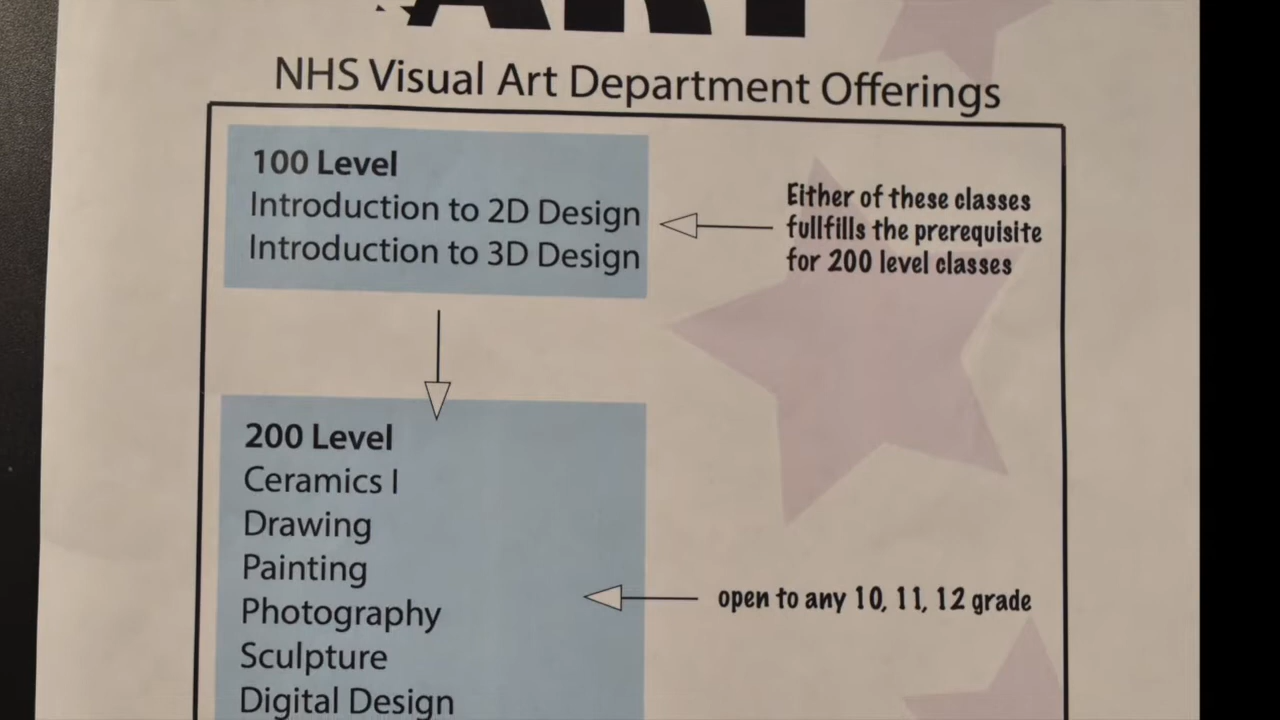 ART
NHS Visual Art Department Offerings
100 Level
Introduction to 2D Design
Introduction to 3D Design
Either of these classes
fullfills the prerequisite
for 200 level classes
200 Level
Ceramics I
Drawing
Painting
Photography
Sculpture
Digital Design
open to any 10, 11, 12 grade